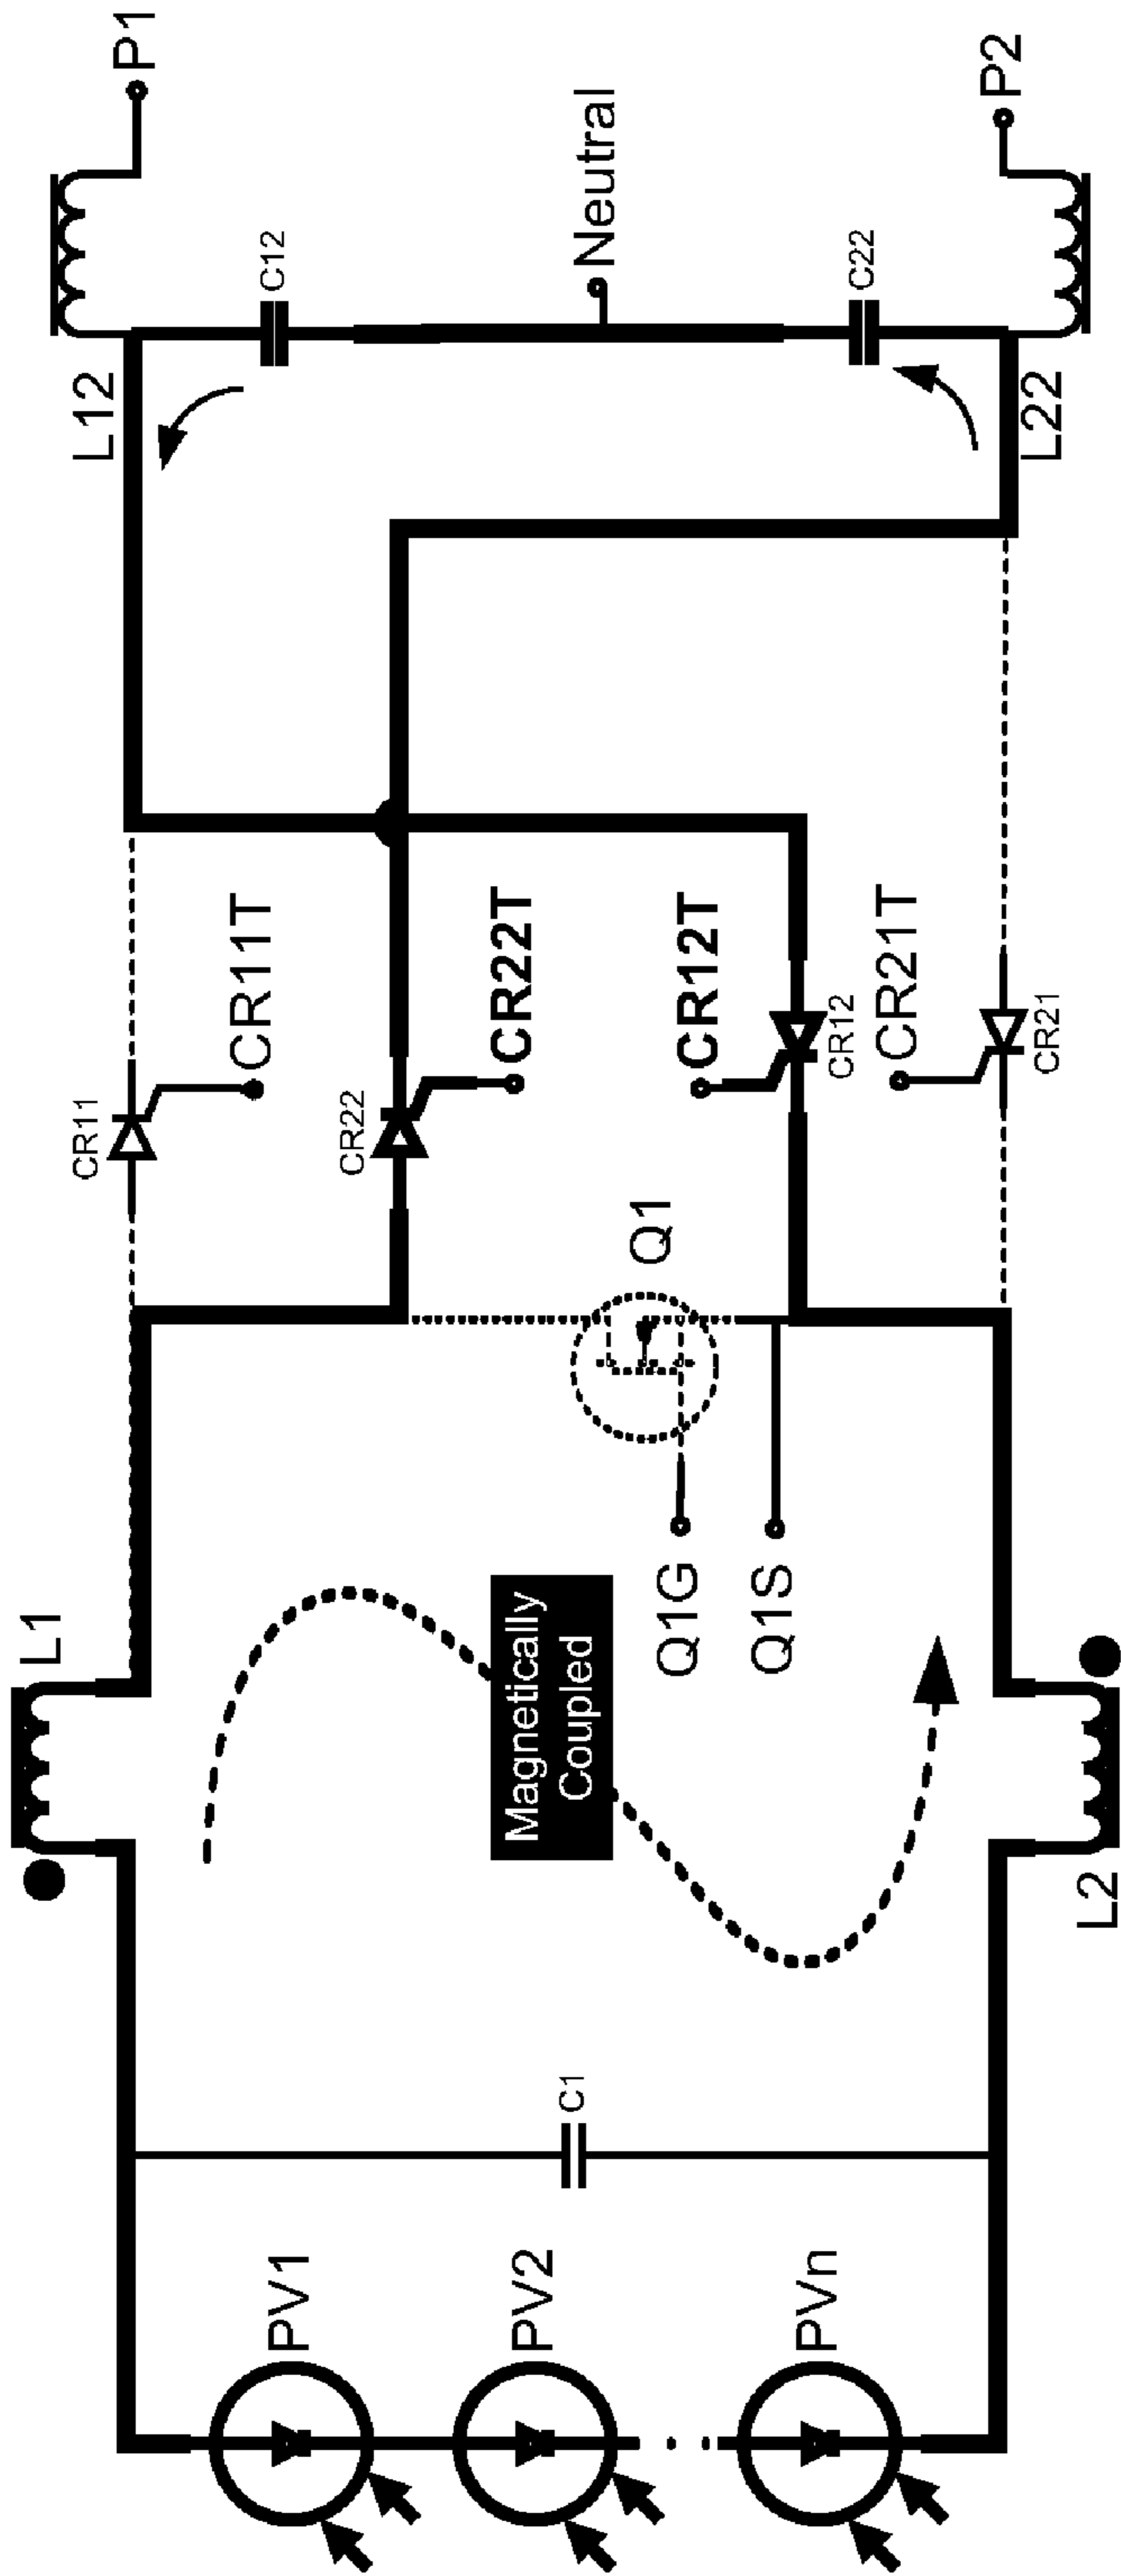 P1
P2
Neutral
C12
C22
L12
L22
CR11T
CR22T
CR12T
CR21T
CR11
CR22
CR12
CR21
Q1
Q1G
Q1S
L1
Magnetically
Coupled
L2
C1
PV1
PV2
PVn